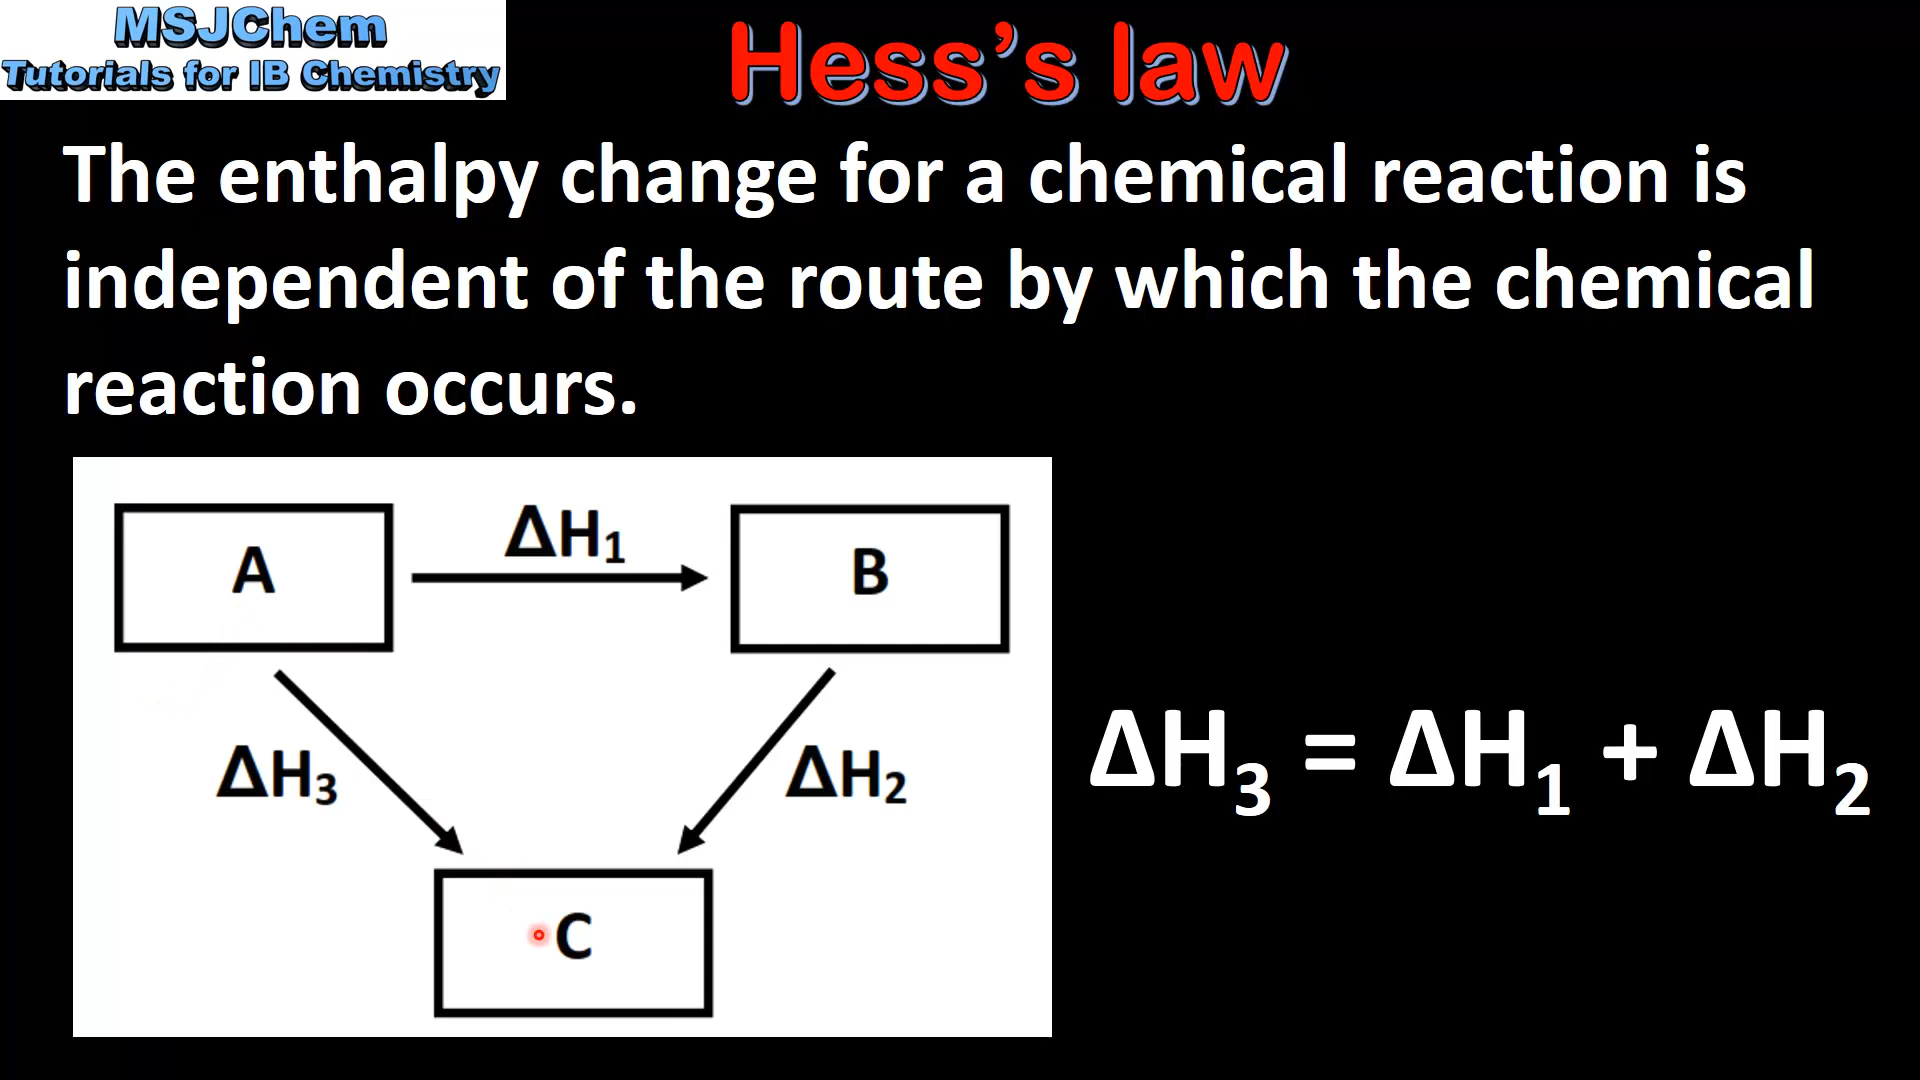 MSJChem
Tutorials for IB Chemistry
Hess's law
The enthalpy change for a chemical reaction is
independent of the route by which the chemical
reaction occurs.
A
ΔH₁
B
ΔH₃
ΔH₂
ΔH₃ = ΔH₁ + ΔH₂
C